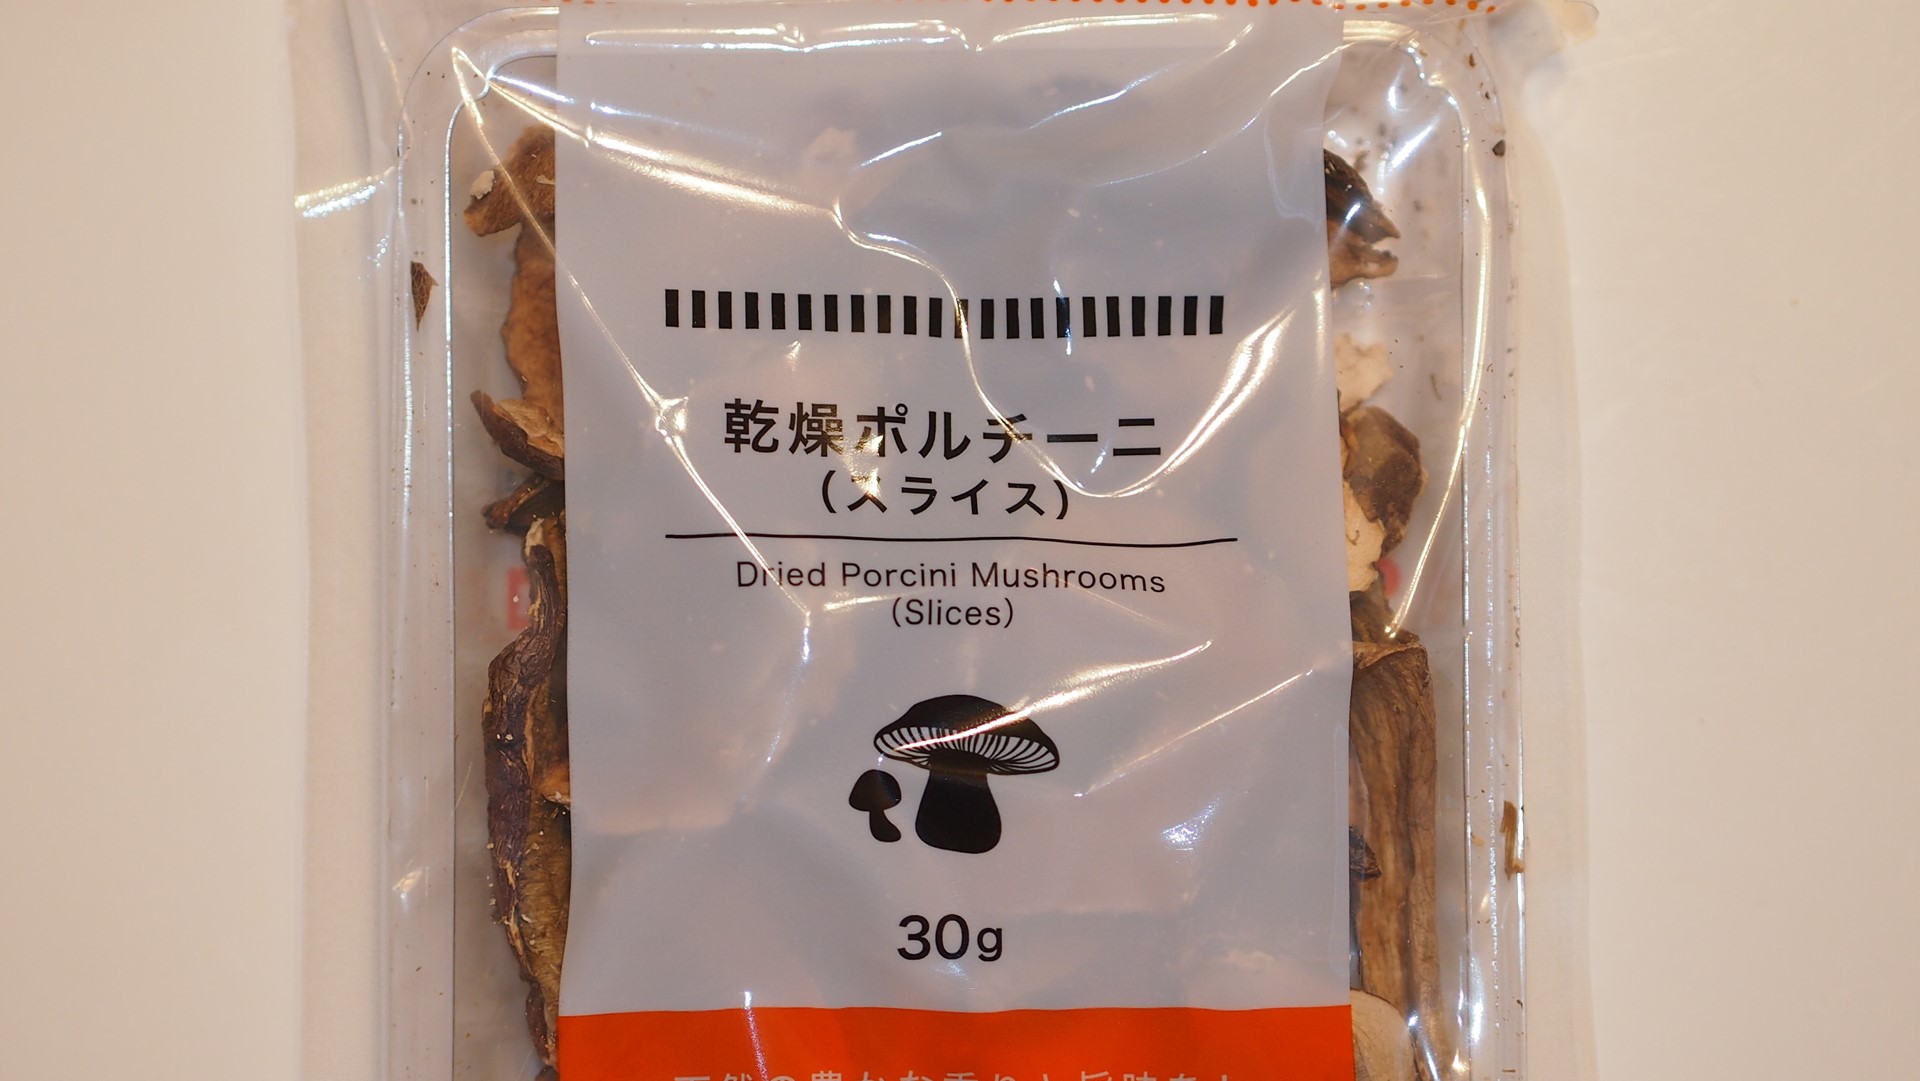 乾燥ポルチーニ
（スライス）
Dried Porcini Mushrooms
(Slices)
30g